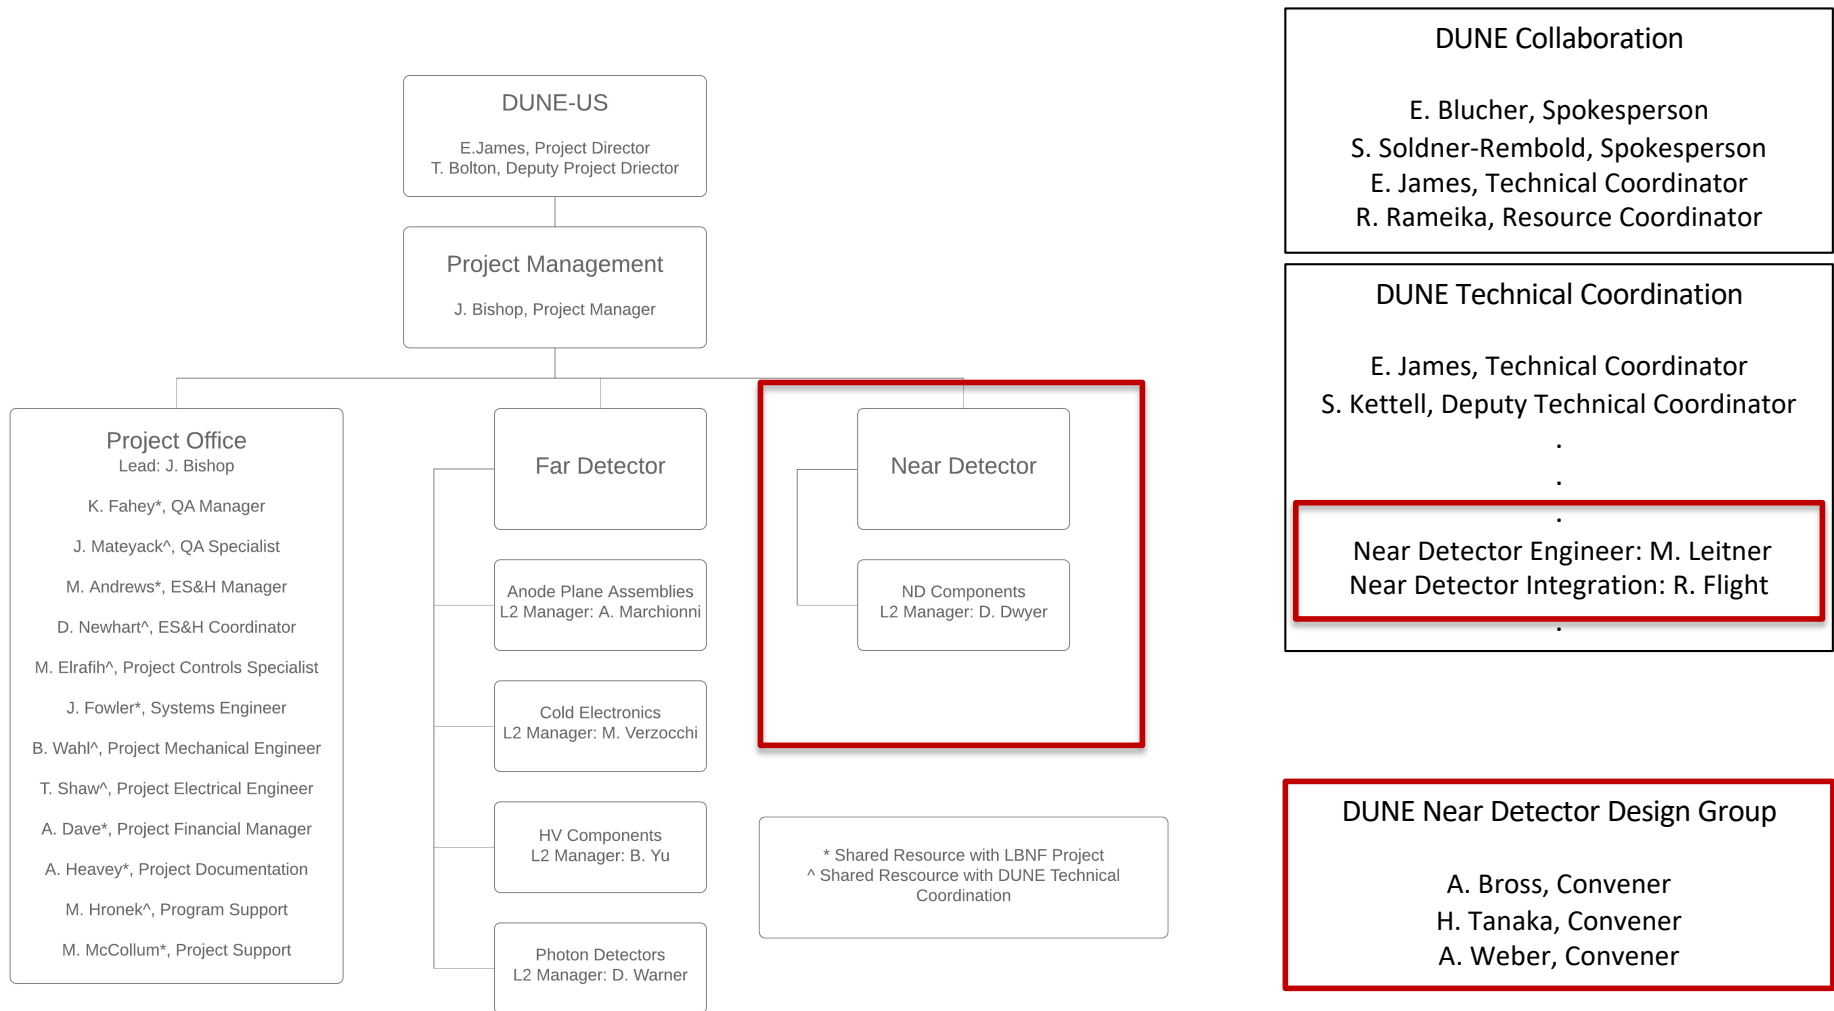 DUNE-US
E.James, Project Director
T. Bolton, Deputy Project Driector
Project Management
J. Bishop, Project Manager
Project Office
Lead: J. Bishop
K. Fahey*, QA Manager
J. Mateyack^, QA Specialist
M. Andrews*, ES&H Manager
D. Newhart^, ES&H Coordinator
M. Elrafih^, Project Controls Specialist
J. Fowler*, Systems Engineer
B. Wahl^, Project Mechanical Engineer
T. Shaw^, Project Electrical Engineer
A. Dave*, Project Financial Manager
A. Heavey*, Project Documentation
M. Hronek^, Program Support
M. McCollum*, Project Support
Far Detector
Anode Plane Assemblies
L2 Manager: A. Marchionni
Cold Electronics
L2 Manager: M. Verzocchi
HV Components
L2 Manager: B. Yu
Photon Detectors
L2 Manager: D. Warner
Near Detector
ND Components
L2 Manager: D. Dwyer
* Shared Resource with LBNF Project
^ Shared Rescource with DUNE Technical
Coordination
DUNE Collaboration
E. Blucher, Spokesperson
S. Soldner-Rembold, Spokesperson
E. James, Technical Coordinator
R. Rameika, Resource Coordinator
DUNE Technical Coordination
E. James, Technical Coordinator
S. Kettell, Deputy Technical Coordinator
.
.
.
Near Detector Engineer: M. Leitner
Near Detector Integration: R. Flight
.
DUNE Near Detector Design Group
A. Bross, Convener
H. Tanaka, Convener
A. Weber, Convener